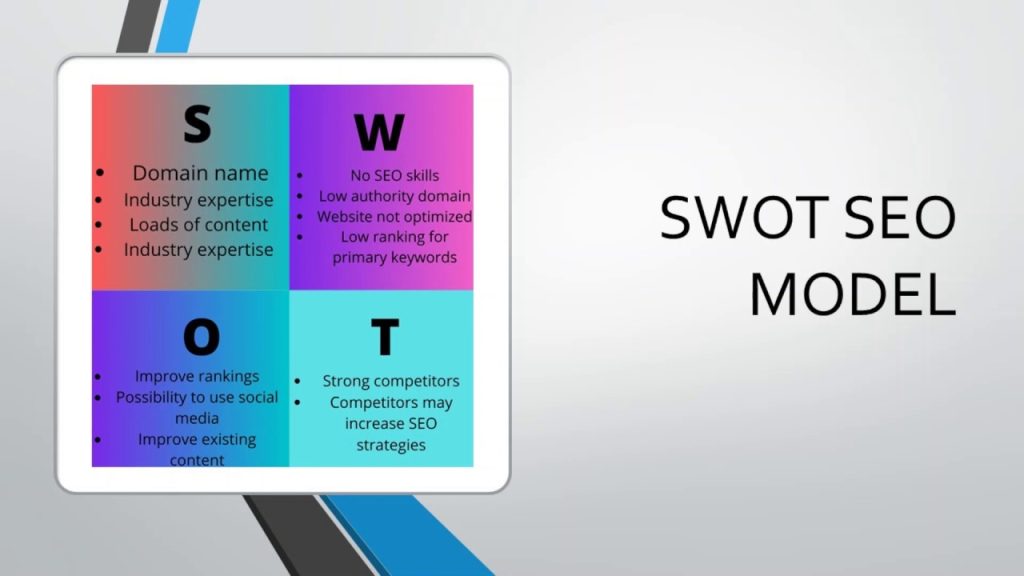 S
• Domain name
• Industry expertise
• Loads of content
• Industry expertise
W
• No SEO skills
• Low authority domain
• Website not optimized
• Low ranking for
primary keywords
O
• Improve rankings
• Possibility to use social
media
• Improve existing
content
T
• Strong competitors
• Competitors may
increase SEO
strategies
SWOT SEO
MODEL